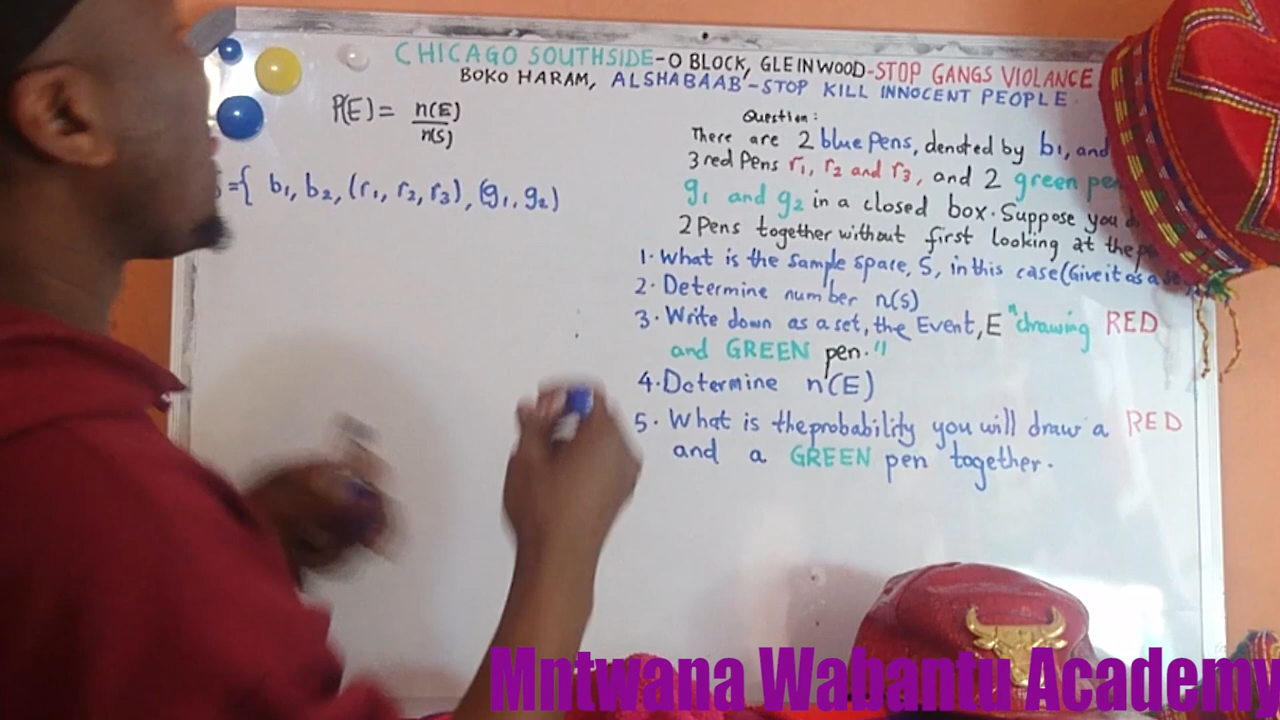 CHICAGO SOUTHSIDE-O BLOCK, GLEINWOOD-STOP GANGS VIOLANCE
BOKO HARAM, ALSHABAAB-STOP KILL INNOCENT PEOPLE.
P(E) = n(E)/n(S)
={ b1, b2, (r1, r2, r3), (g1, g2)
Question:
There are 2 blue pens, denoted by b1, and
3 red Pens r1, r2 and r3, and 2 green
g1 and g2 in a closed box. Suppose you
2 Pens together without first looking at the
1. What is the sample space, S, in this case (Give it as a
2. Determine number n(s)
3. Write down as a set, the Event, E "drawing RED
and GREEN pen."
4. Determine n(E)
5. What is the probability you will draw a RED
and a GREEN pen together.
Mntwana Wabantu Academy